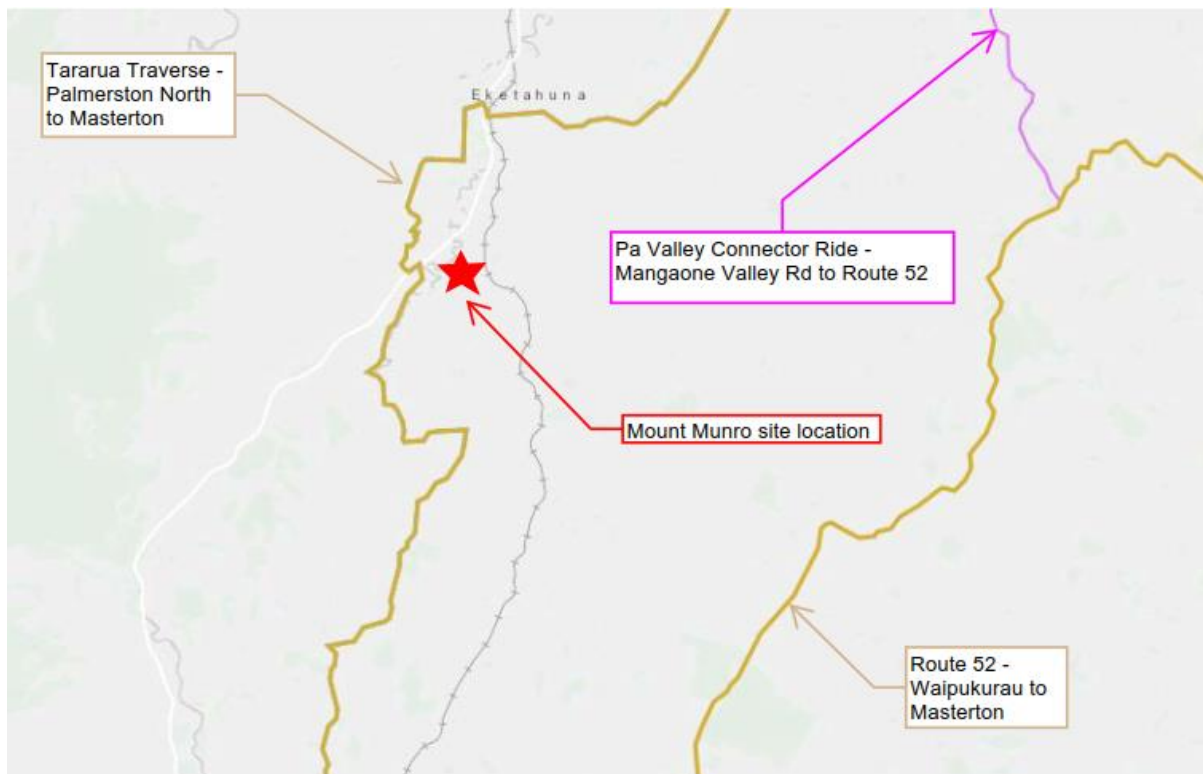 Tararua Traverse -
Palmerston North
to Masterton
Eketahuna
Pa Valley Connector Ride -
Mangaone Valley Rd to Route 52
Mount Munro site location
Route 52 -
Waipukurau to
Masterton